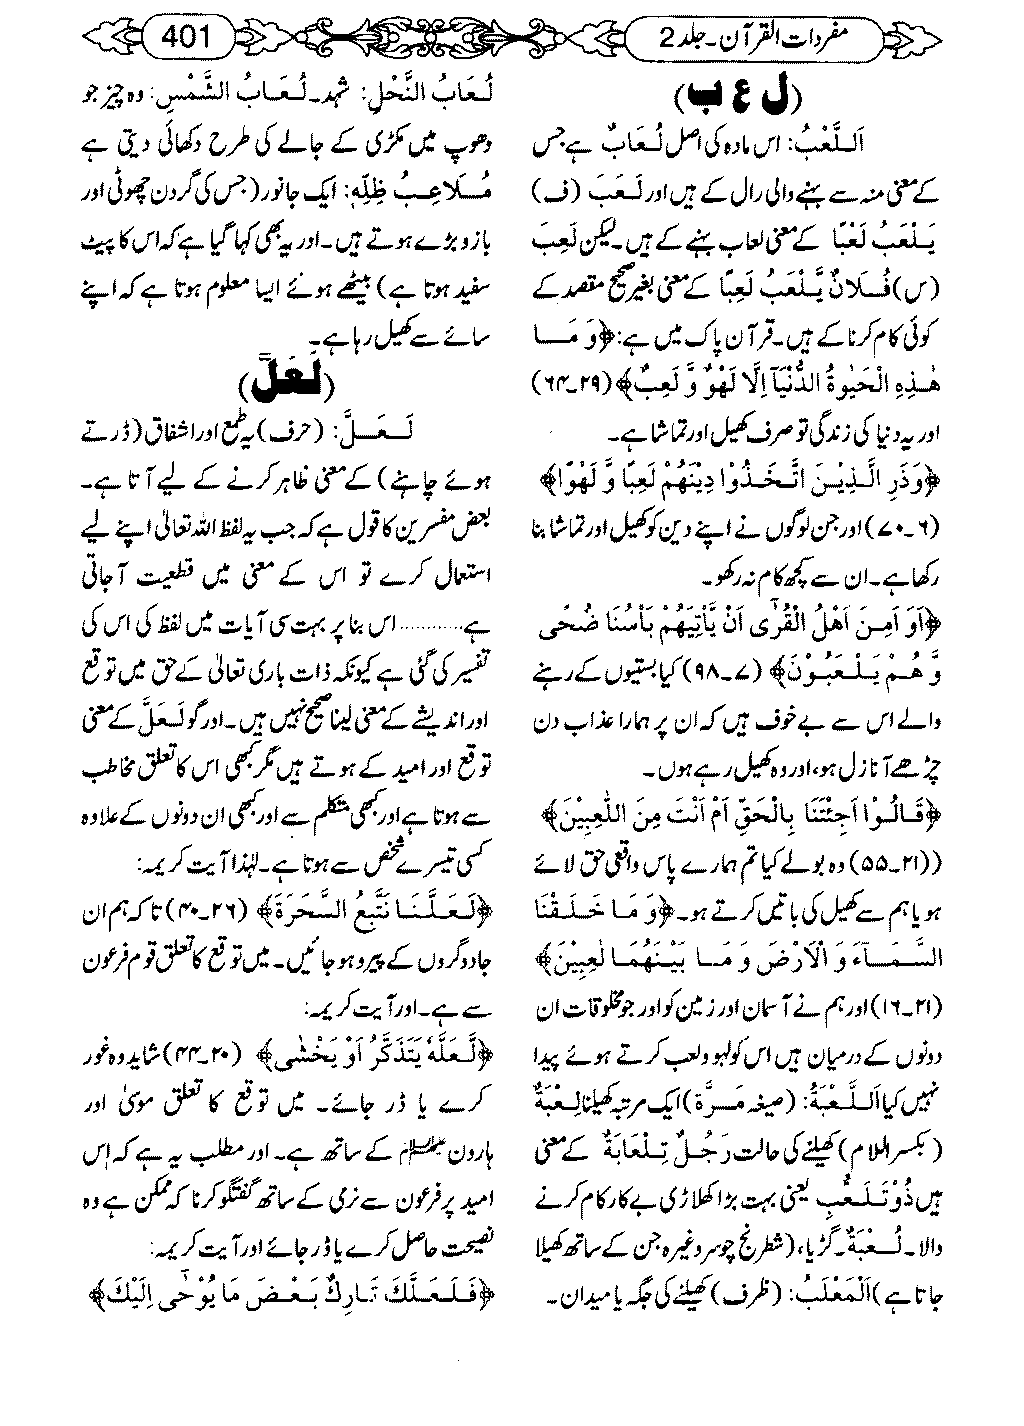 مفردات القرآن۔جلد 2
401
(ل ع ب)
اَللَّعْبُ: اس مادہ کی اصل لُعَابٌ ہے جس
کے معنی منہ سے بہنے والی رال کے ہیں اور لَعَبَ (ف)
یَلْعَبُ لَعْبًا کے معنی لعاب بہنے کے ہیں۔لیکن لَعِبَ
(س) فُلَانٌ یَّلْعَبُ لَعِبًا کے معنی بغیر صحیح مقصد کے
کوئی کام کرنا کے ہیں۔قرآن پاک میں ہے: ﴿وَ مَا
هٰذِهِ الْحَيٰوةُ الدُّنْيَآ اِلَّا لَهْوٌ وَّ لَعِبٌ﴾ (۲۹۔۶۴)
اور یہ دنیا کی زندگی تو صرف کھیل اور تماشا ہے۔
﴿وَذَرِ الَّذِيْنَ اتَّخَذُوْا دِيْنَهُمْ لَعِبًا وَّ لَهْوًا﴾
(۶۔۷۰) اور جن لوگوں نے اپنے دین کو کھیل اور تماشا بنا
رکھا ہے۔ان سے کچھ کام نہ رکھو۔
﴿اَوَ اَمِنَ اَهْلُ الْقُرٰٓى اَنْ يَّاْتِيَهُمْ بَاْسُنَا ضُحًى
وَّ هُمْ يَلْعَبُوْنَ﴾ (۷۔۹۸) کیا بستیوں کے رہنے
والے اس سے بے خوف ہیں کہ ان پر ہمارا عذاب دن
چڑھے آنازل ہو، اور وہ کھیل رہے ہوں۔
﴿قَالُوْا اَجِئْتَنَا بِالْحَقِّ اَمْ اَنْتَ مِنَ اللّٰعِبِيْنَ﴾
((۲۱۔۵۵) وہ بولے کیا تم ہمارے پاس واقعی حق لائے
ہو یا ہم سے کھیل کی باتیں کرتے ہو۔﴿وَ مَا خَلَقْنَا
السَّمَآءَ وَ الْاَرْضَ وَ مَا بَيْنَهُمَا لٰعِبِيْنَ﴾
(۲۱۔۱۶) اور ہم نے آسمان اور زمین کو اور جو مخلوقات ان
دونوں کے درمیان ہیں اس کو لہو ولعب کرتے ہوئے پیدا
نہیں کیا اَللَّعْبَةُ: (صیغہ مَرَّة) ایک مرتبہ کھیلنا لِعْبَةٌ
(بکسر اللام) کھیلنے کی حالت رَجُلٌ تِلْعَابَةٌ کے معنی
ہیں ذُوْتَلَعُّبٍ یعنی بہت بڑا کھلاڑی بے کار کام کرنے
والا۔ لُعْبَةٌ۔گڑیا، (شطرنج چوسر وغیرہ جن کے ساتھ کھیلا
جاتا ہے) اَلْمَلْعَبُ: (ظرف) کھیلنے کی جگہ یا میدان۔
لُعَابُ النَّحْلِ: شہد۔لُعَابُ الشَّمْسِ: وہ چیز جو
دھوپ میں مکڑی کے جالے کی طرح دکھائی دیتی ہے
مُلَاعِبُ ظِلِّهٖ: ایک جانور (جس کی گردن چھوٹی اور
بازو بڑے ہوتے ہیں۔اور یہ بھی کہا گیا ہے کہ اس کا پیٹ
سفید ہوتا ہے) بیٹھے ہوئے ایسا معلوم ہوتا ہے کہ اپنے
سائے سے کھیل رہا ہے۔
(لَعَلَّ)
لَعَلَّ: (حرف) یہ طمع اور اشفاق (ڈرتے
ہوئے چاہنے) کے معنی ظاہر کرنے کے لیے آتا ہے۔
بعض مفسرین کا قول ہے کہ جب یہ لفظ اللہ تعالیٰ اپنے لیے
استعمال کرے تو اس کے معنی میں قطعیت آجاتی
ہے............اس بنا پر بہت سی آیات میں لفظ کی اس کی
تفسیر کی گئی ہے کیونکہ ذات باری تعالیٰ کے حق میں توقع
اور اندیشے کے معنی لینا صحیح نہیں ہیں۔اور گو لَعَلَّ کے معنی
توقع اور امید کے ہوتے ہیں مگر کبھی اس کا تعلق مخاطب
سے ہوتا ہے اور کبھی متکلم سے اور کبھی ان دونوں کے علاوہ
کسی تیسرے شخص سے ہوتا ہے۔لہٰذا آیت کریمہ:
﴿لَعَلَّنَا نَتَّبِعُ السَّحَرَةَ﴾ (۲۶۔۴۰) تاکہ ہم ان
جادوگروں کے پیرو ہوجائیں۔میں توقع کا تعلق قوم فرعون
سے ہے۔اور آیت کریمہ:
﴿لَّعَلَّهٗ يَتَذَكَّرُ اَوْ يَخْشٰى﴾ (۲۰۔۴۴) شاید وہ غور
کرے یا ڈر جائے۔ میں توقع کا تعلق موسیٰ اور
ہارون علیہما السلام کے ساتھ ہے۔اور مطلب یہ ہے کہ اس
امید پر فرعون سے نرمی کے ساتھ گفتگو کرنا کہ ممکن ہے وہ
نصیحت حاصل کرے یا ڈر جائے اور آیت کریمہ:
﴿فَلَعَلَّكَ تَارِكٌ بَعْضَ مَا يُوْحٰٓى اِلَيْكَ﴾